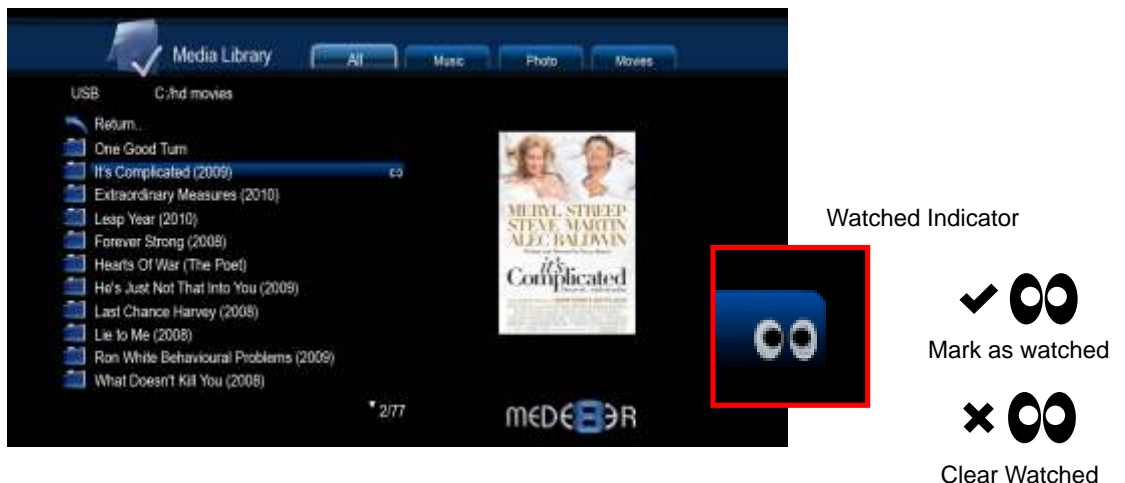 Media Library
All
Music
Photo
Movies
USB C:/hd movies
Return..
One Good Turn
It's Complicated (2009)
Extraordinary Measures (2010)
Leap Year (2010)
Forever Strong (2008)
Hearts Of War (The Poet)
He's Just Not That Into You (2009)
Last Chance Harvey (2008)
Lie to Me (2008)
Ron White Behavioural Problems (2009)
What Doesn't Kill You (2008)
2/77
MERYL STREEP
STEVE MARTIN
ALEC BALDWIN
it's
Complicated
MEDE8ER
Watched Indicator
Mark as watched
Clear Watched